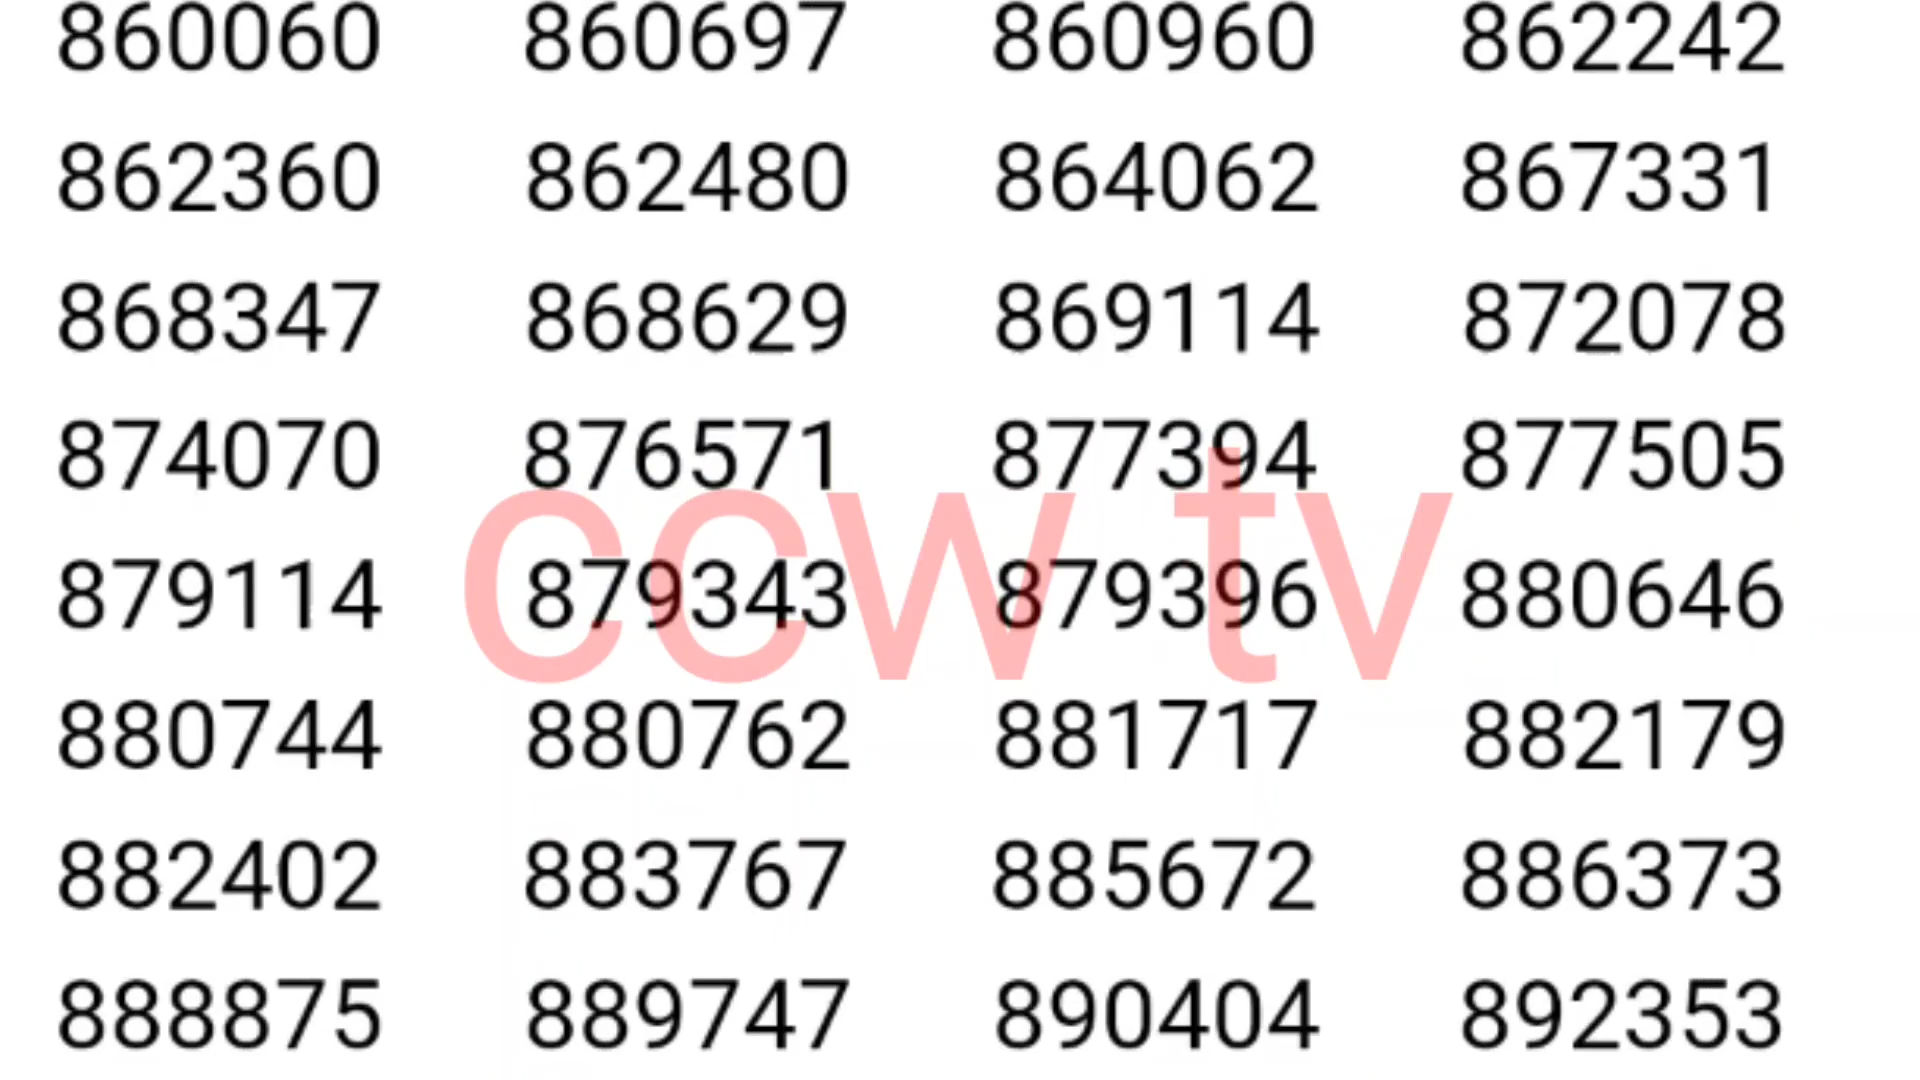 860060 860697 860960 862242
862360 862480 864062 867331
868347 868629 869114 872078
874070 876571 877394 877505
ccw tv
879114 879343 879396 880646
880744 880762 881717 882179
882402 883767 885672 886373
888875 889747 890404 892353